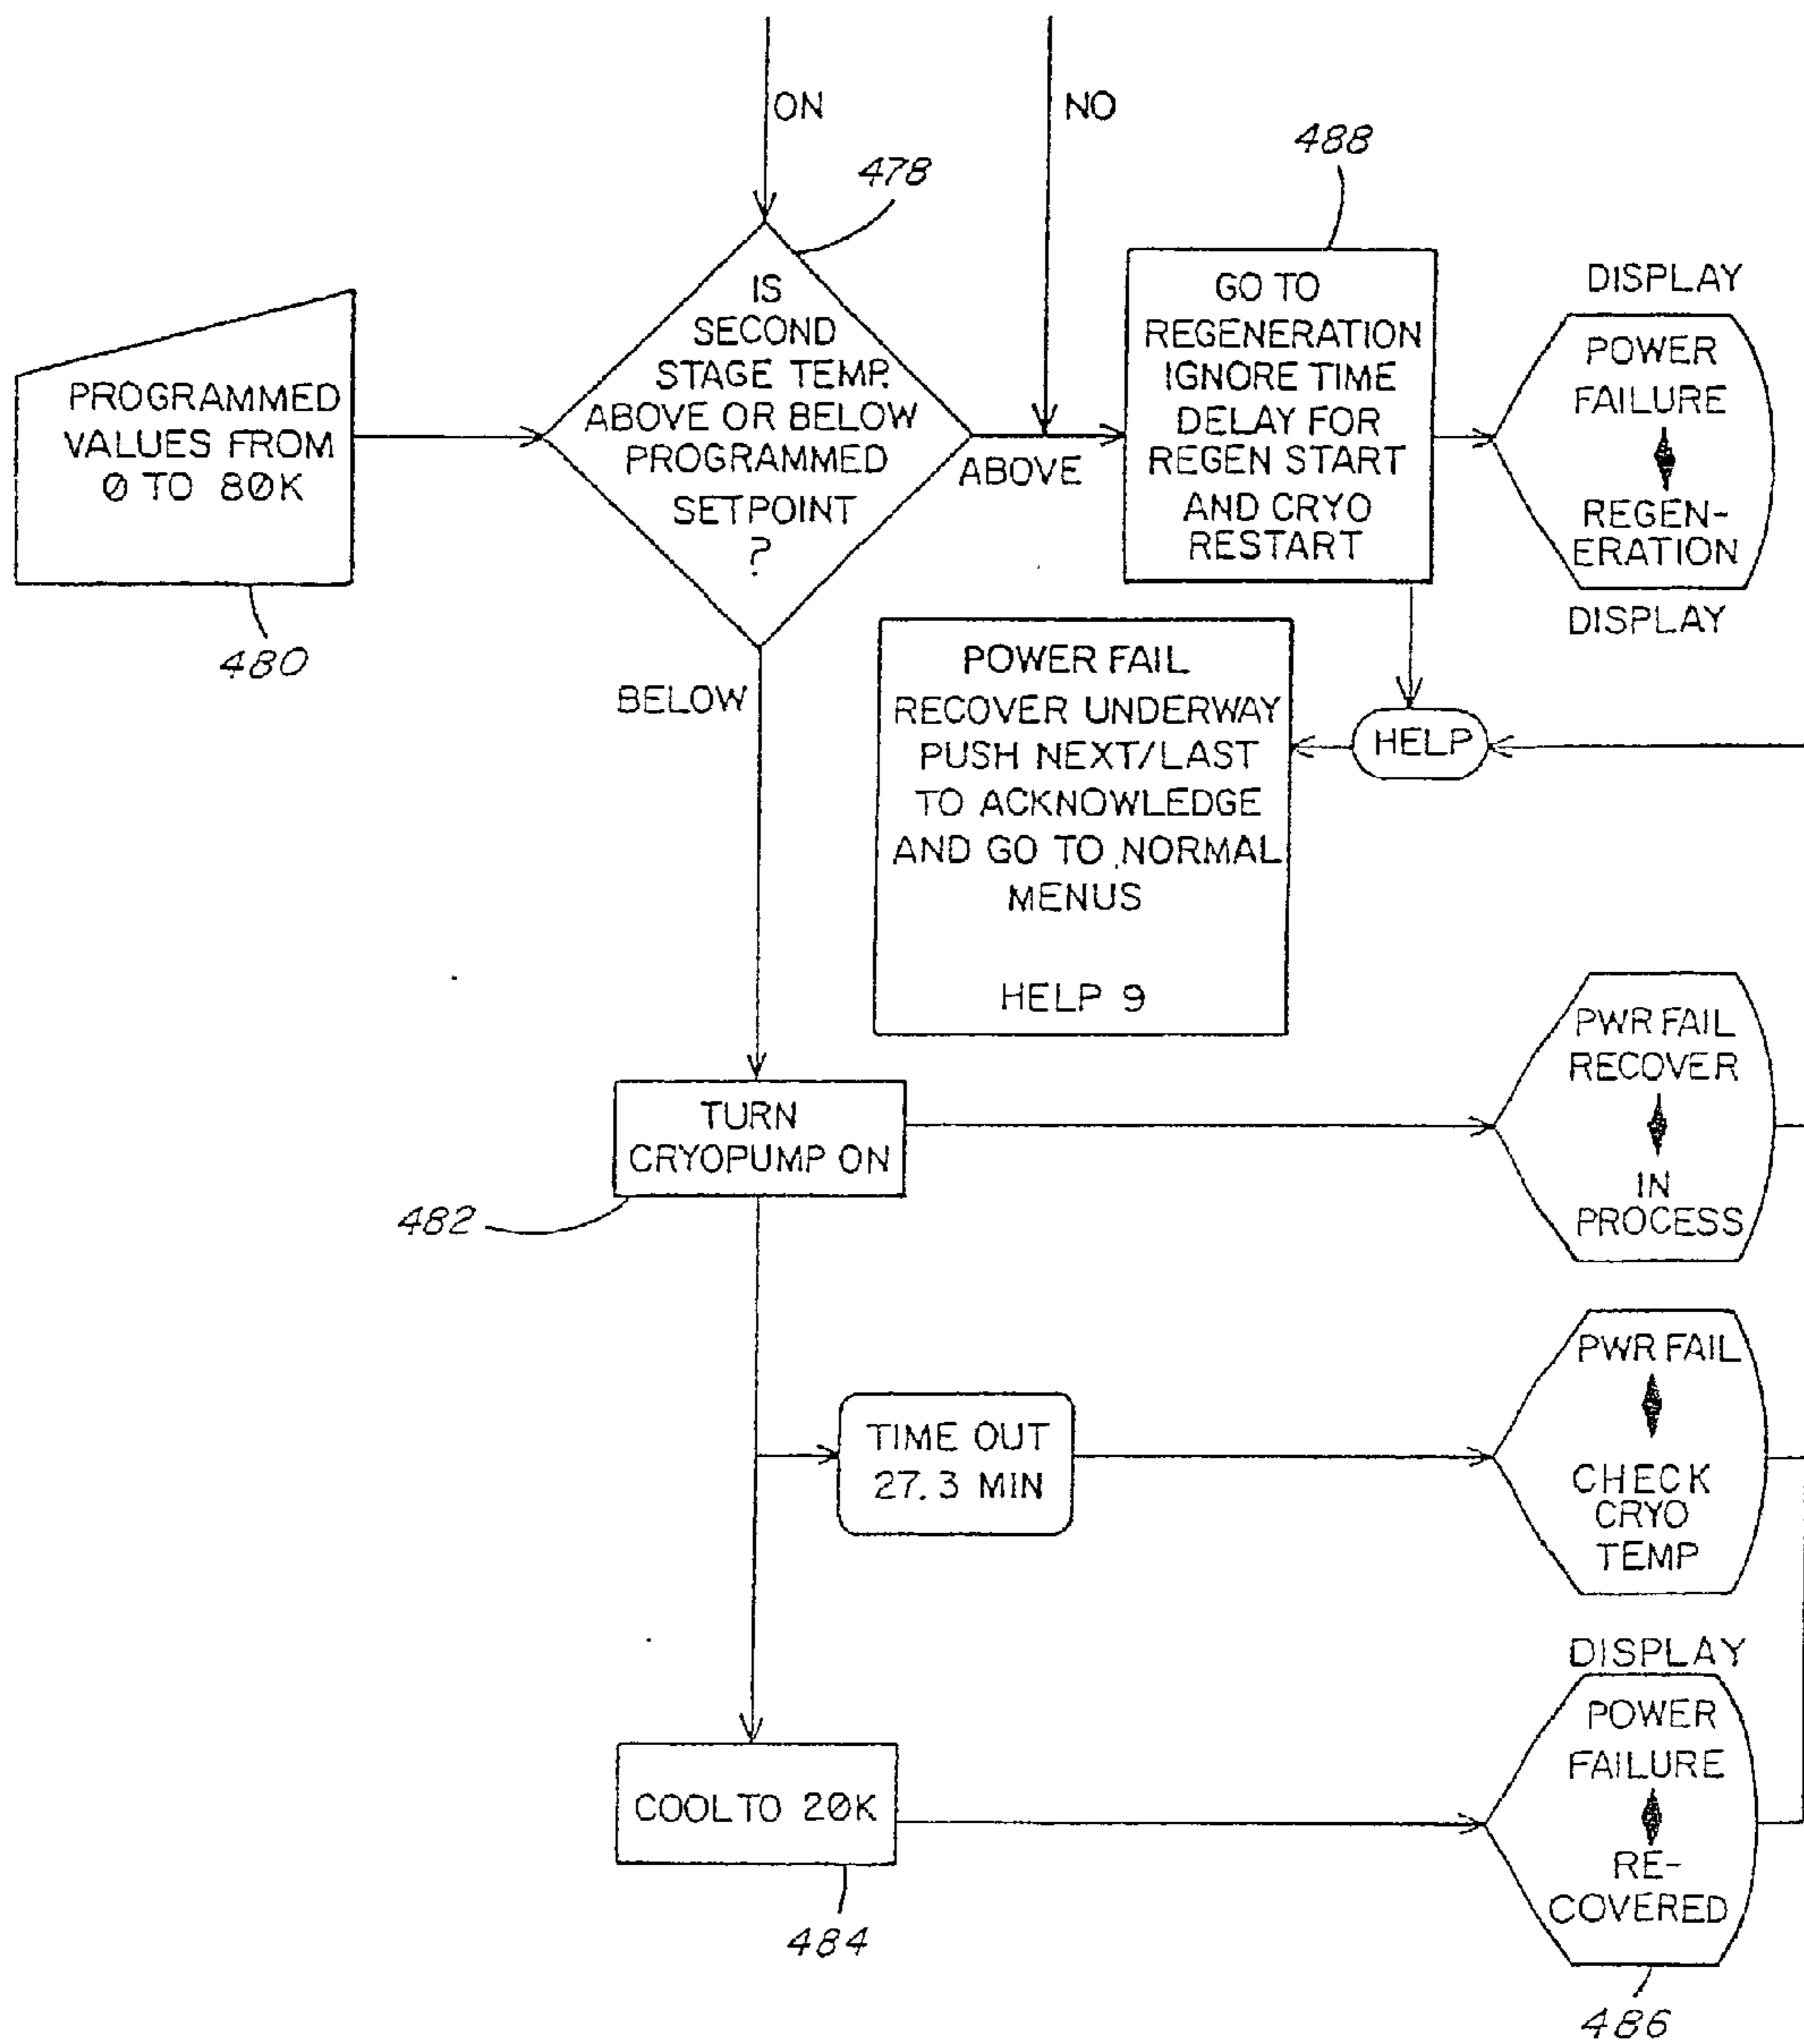 ON
NO
478
488
IS
SECOND
STAGE TEMP.
ABOVE OR BELOW
PROGRAMMED
SETPOINT
?
PROGRAMMED
VALUES FROM
0 TO 80K
480
ABOVE
BELOW
GO TO
REGENERATION
IGNORE TIME
DELAY FOR
REGEN START
AND CRYO
RESTART
DISPLAY
POWER
FAILURE
REGEN-
ERATION
DISPLAY
HELP
POWER FAIL
RECOVER UNDERWAY
PUSH NEXT/LAST
TO ACKNOWLEDGE
AND GO TO NORMAL
MENUS
HELP 9
TURN
CRYOPUMP ON
482
PWR FAIL
RECOVER
IN
PROCESS
TIME OUT
27.3 MIN
PWR FAIL
CHECK
CRYO
TEMP
COOL TO 20K
484
DISPLAY
POWER
FAILURE
RE-
COVERED
486